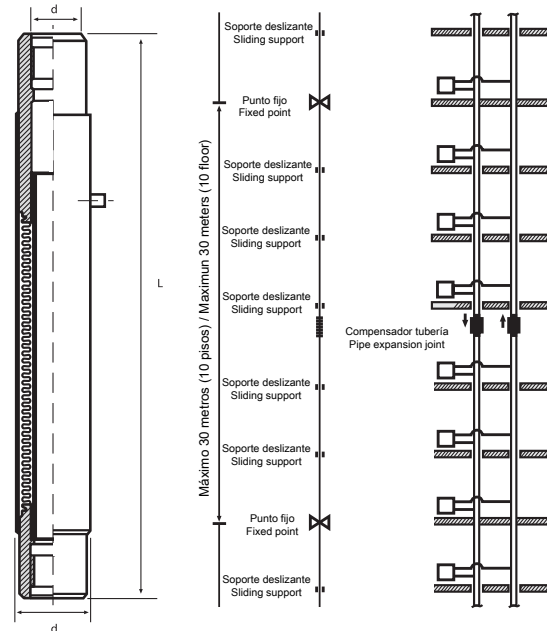 d
L
d
Máximo 30 metros (10 pisos) / Maximun 30 meters (10 floor)
Soporte deslizante
Sliding support
Punto fijo
Fixed point
Soporte deslizante
Sliding support
Soporte deslizante
Sliding support
Soporte deslizante
Sliding support
Compensador tubería
Pipe expansion joint
Soporte deslizante
Sliding support
Soporte deslizante
Sliding support
Punto fijo
Fixed point
Soporte deslizante
Sliding support